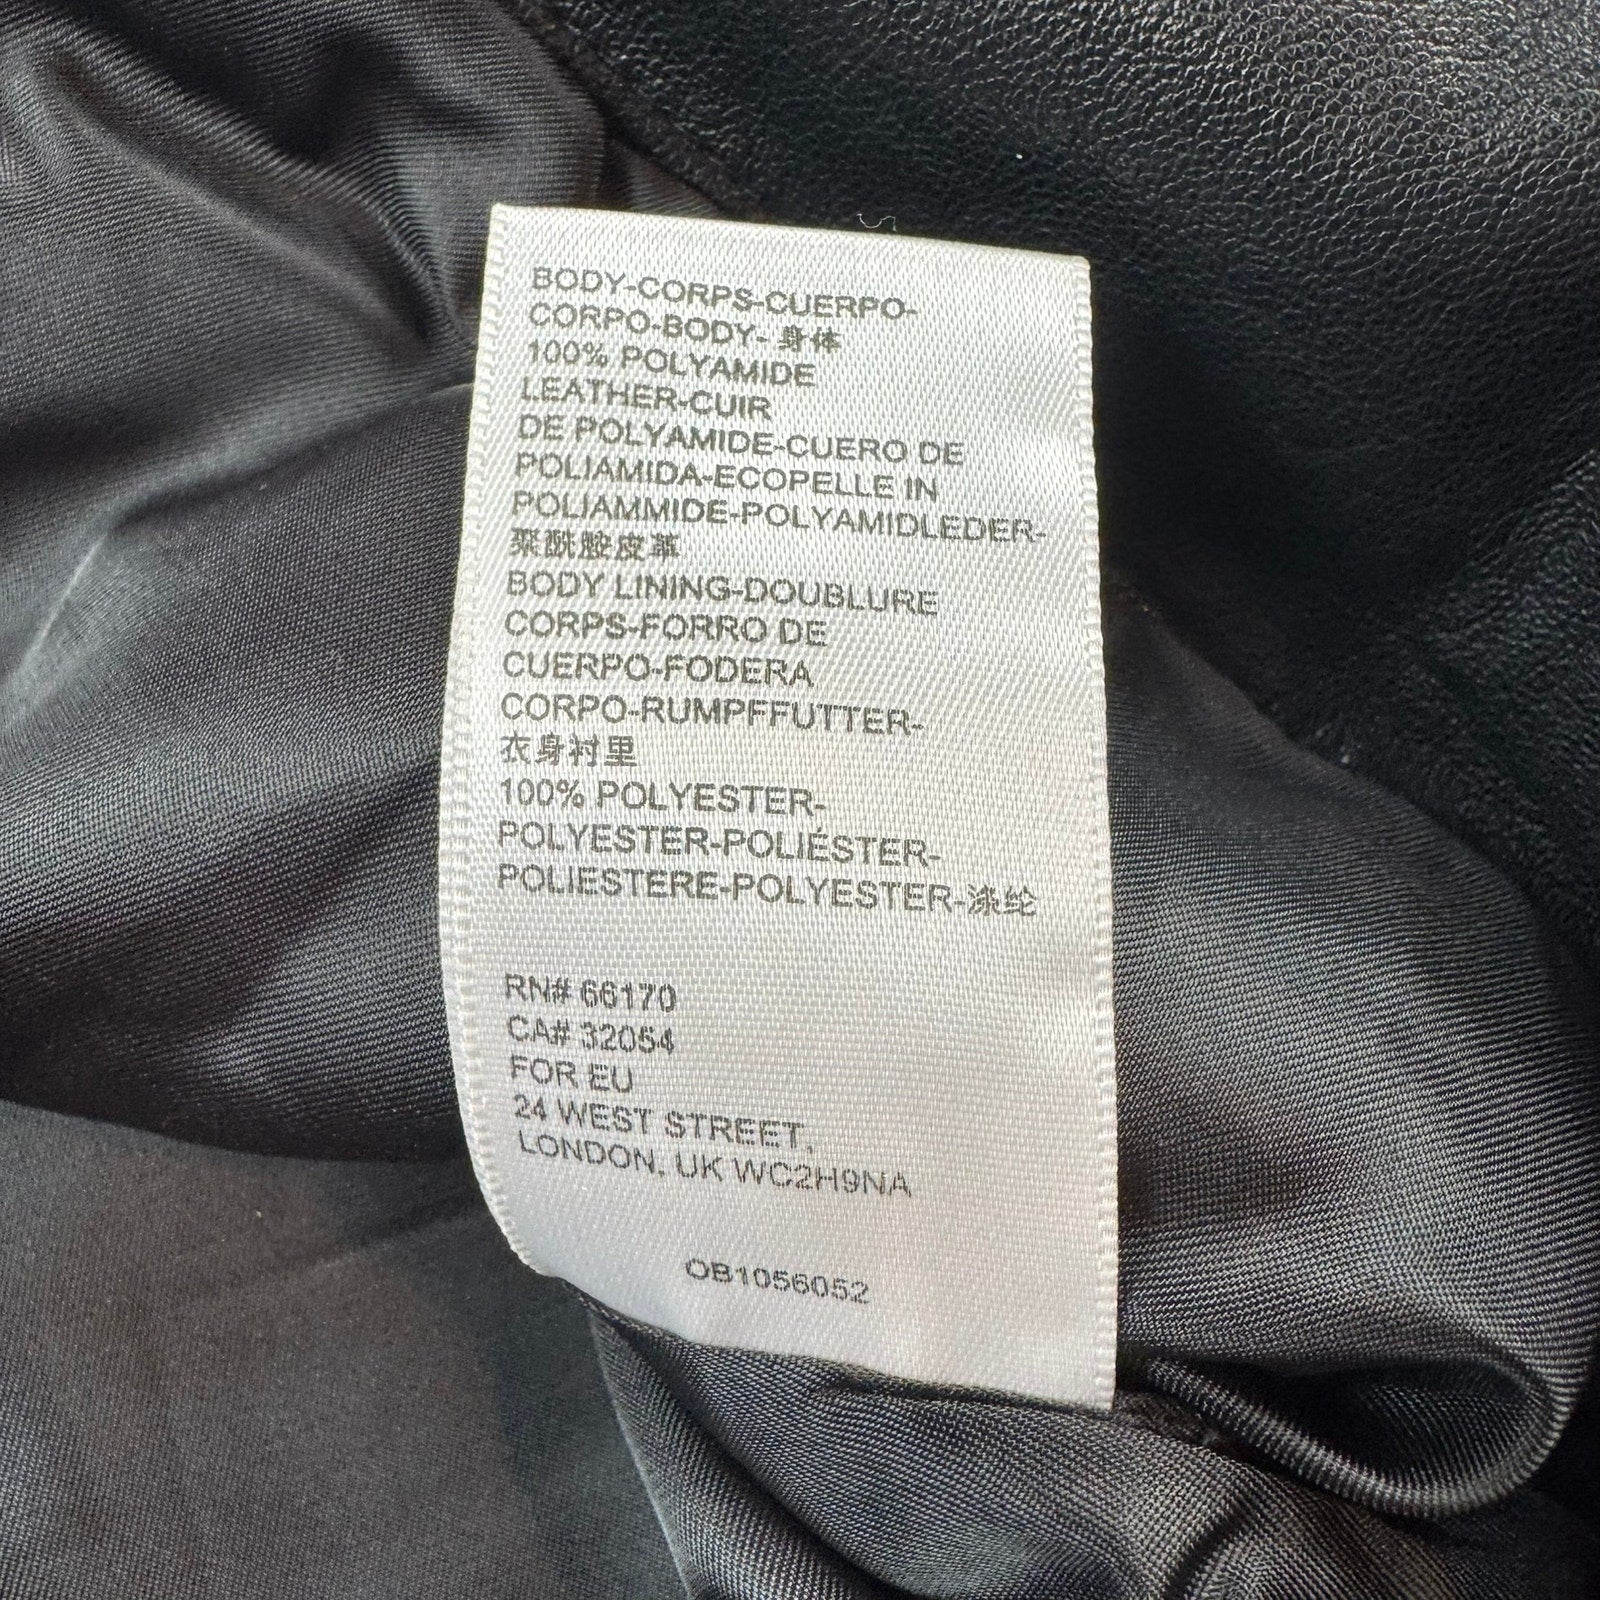 BODY-CORPS-CUERPO-
CORPO-BODY-身体
100% POLYAMIDE
LEATHER-CUIR
DE POLYAMIDE-CUERO DE
POLIAMIDA-ECOPELLE IN
POLIAMMIDE-POLYAMIDLEDER-
聚酰胺皮革
BODY LINING-DOUBLURE
CORPS-FORRO DE
CUERPO-FODERA
CORPO-RUMPFFUTTER-
衣身衬里
100% POLYESTER-
POLYESTER-POLIÉSTER-
POLIESTERE-POLYESTER-涤纶
RN# 66170
CA# 32054
FOR EU
24 WEST STREET,
LONDON, UK WC2H9NA
OB1056052